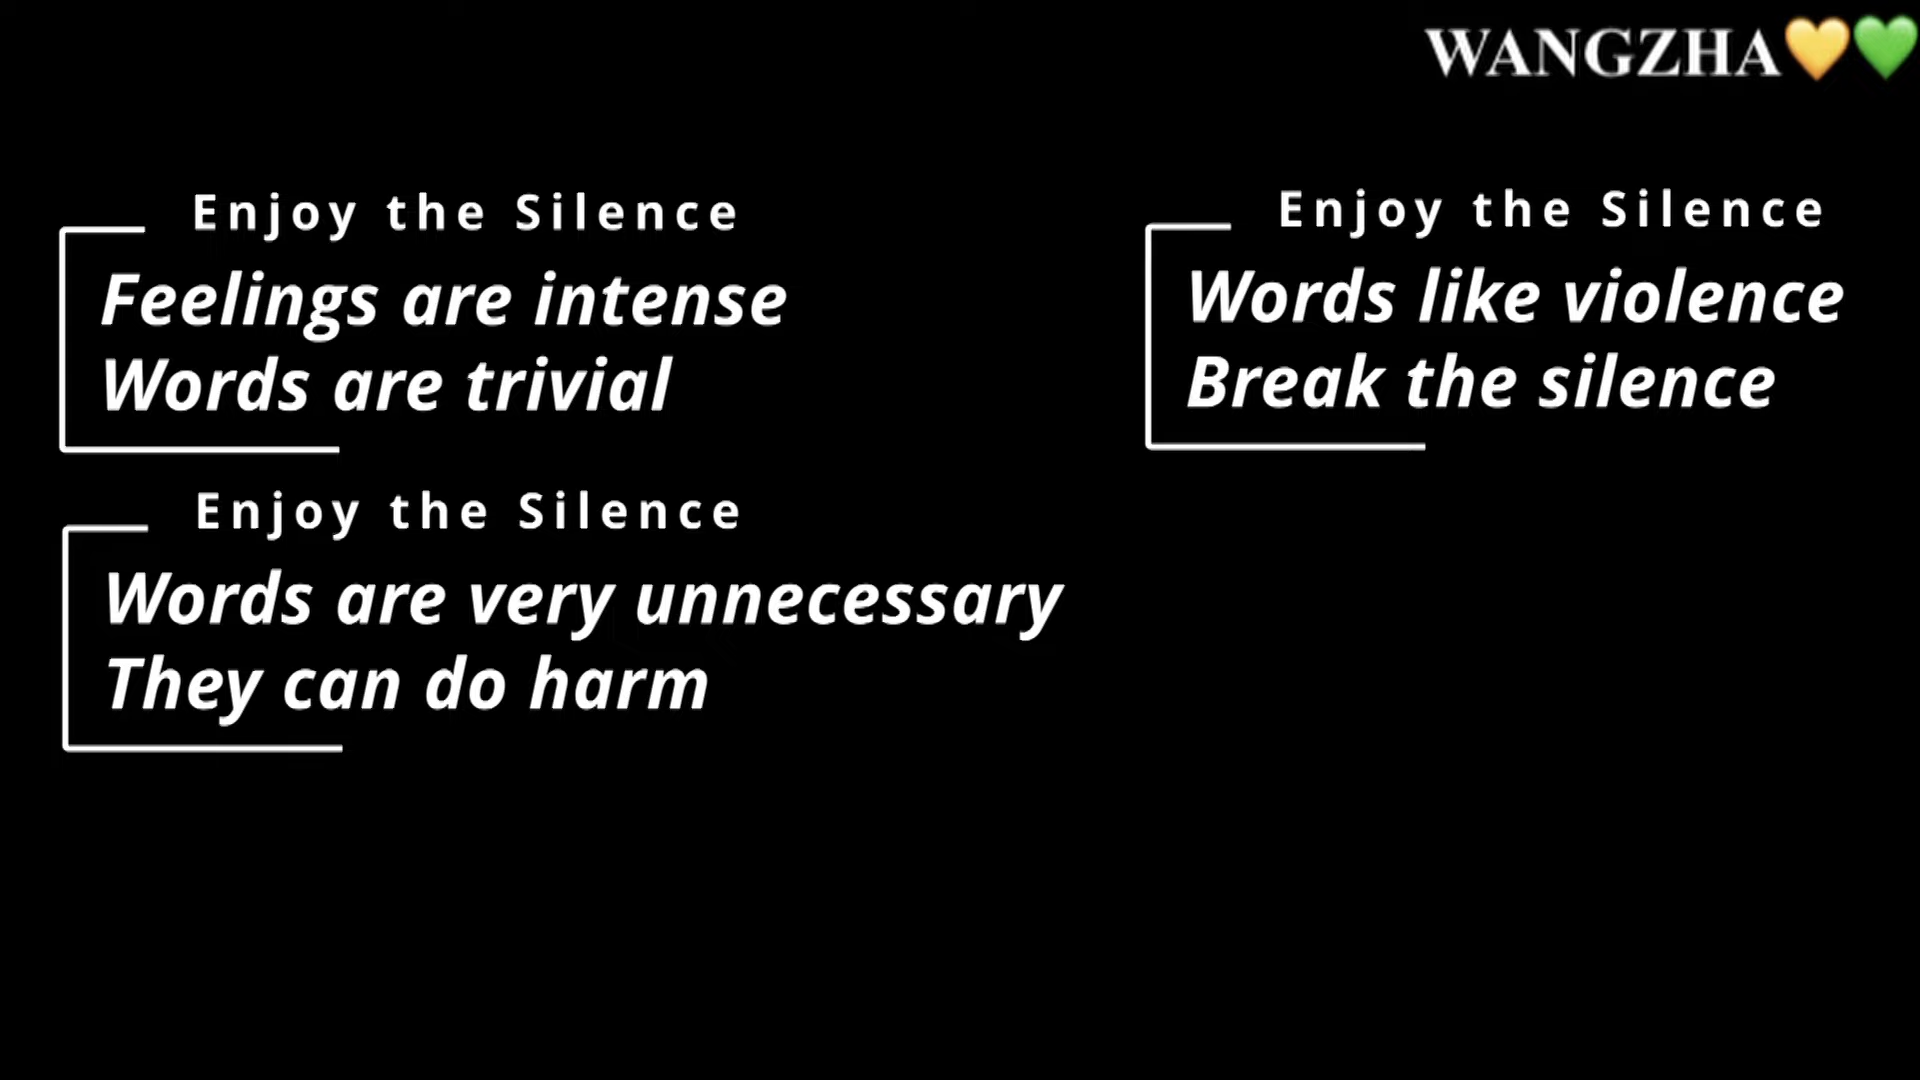 WANGZHA💛💚
Enjoy the Silence
Feelings are intense
Words are trivial
Enjoy the Silence
Words like violence
Break the silence
Enjoy the Silence
Words are very unnecessary
They can do harm